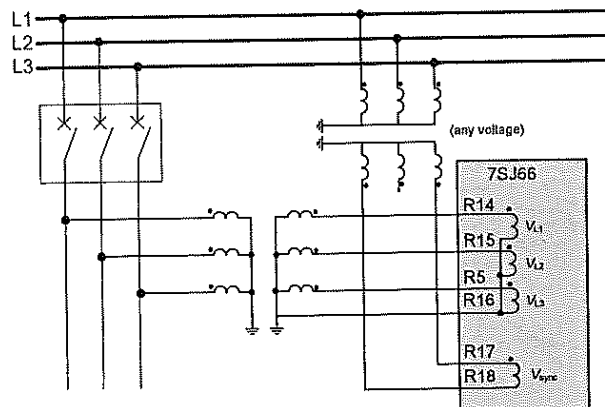 L1
L2
L3
(any voltage)
7SJ66
R14
VL1
R15
VL2
R5
VL3
R16
R17
R18
Vsync